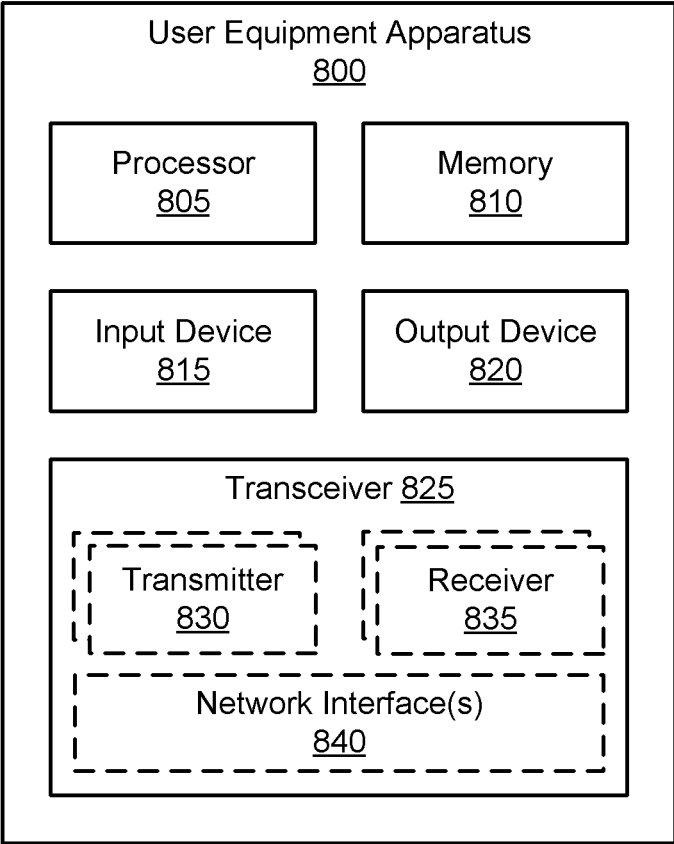 User Equipment Apparatus
800
Processor
805
Memory
810
Input Device
815
Output Device
820
Transceiver 825
Transmitter
830
Receiver
835
Network Interface(s)
840